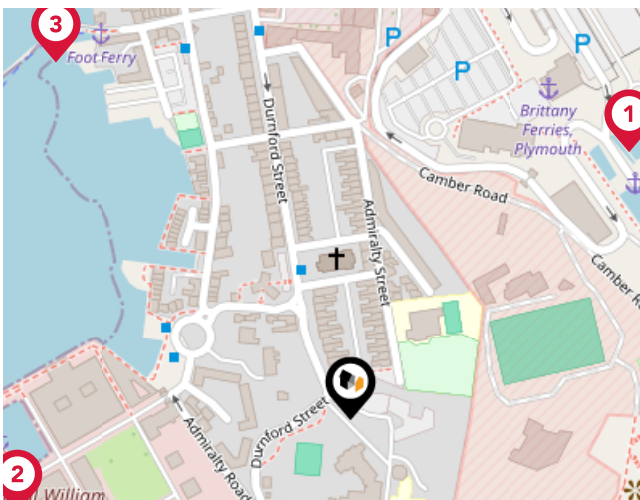 3
Foot Ferry
P
P
Brittany
Ferries,
Plymouth
1
Durnford Street
Camber Road
Admiralty Street
Camber
Durnford Street
Admiralty Road
2
William